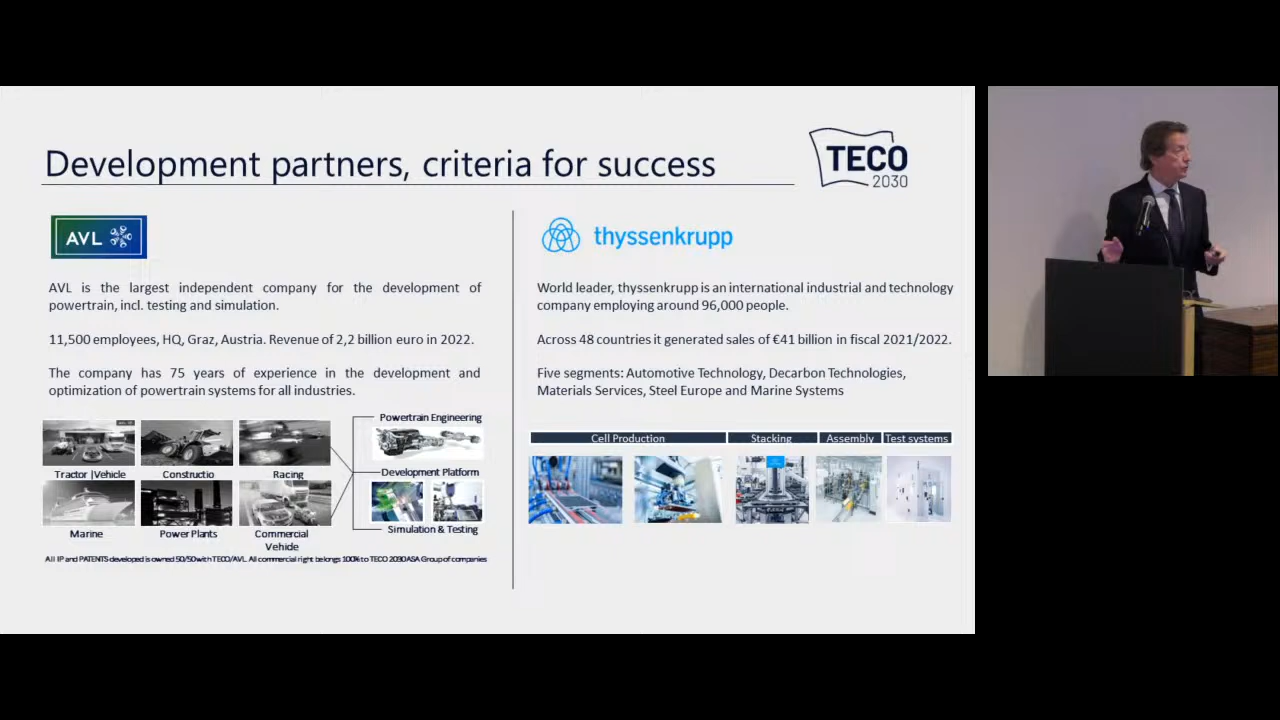 Development partners, criteria for success
TECO
2030
AVL
AVL is the largest independent company for the development of
powertrain, incl. testing and simulation.
11,500 employees, HQ, Graz, Austria. Revenue of 2,2 billion euro in 2022.
The company has 75 years of experience in the development and
optimization of powertrain systems for all industries.
Tractor |Vehicle
Constructio
Racing
Marine
Power Plants
Commercial
Vehicle
Powertrain Engineering
Development Platform
Simulation & Testing
All IP and PATENTS developed is owned 50/50 with TECO/AVL. All commercial right belongs 100% to TECO 2030 ASA Group of companies
thyssenkrupp
World leader, thyssenkrupp is an international industrial and technology
company employing around 96,000 people.
Across 48 countries it generated sales of €41 billion in fiscal 2021/2022.
Five segments: Automotive Technology, Decarbon Technologies,
Materials Services, Steel Europe and Marine Systems
Cell Production
Stacking
Assembly
Test systems